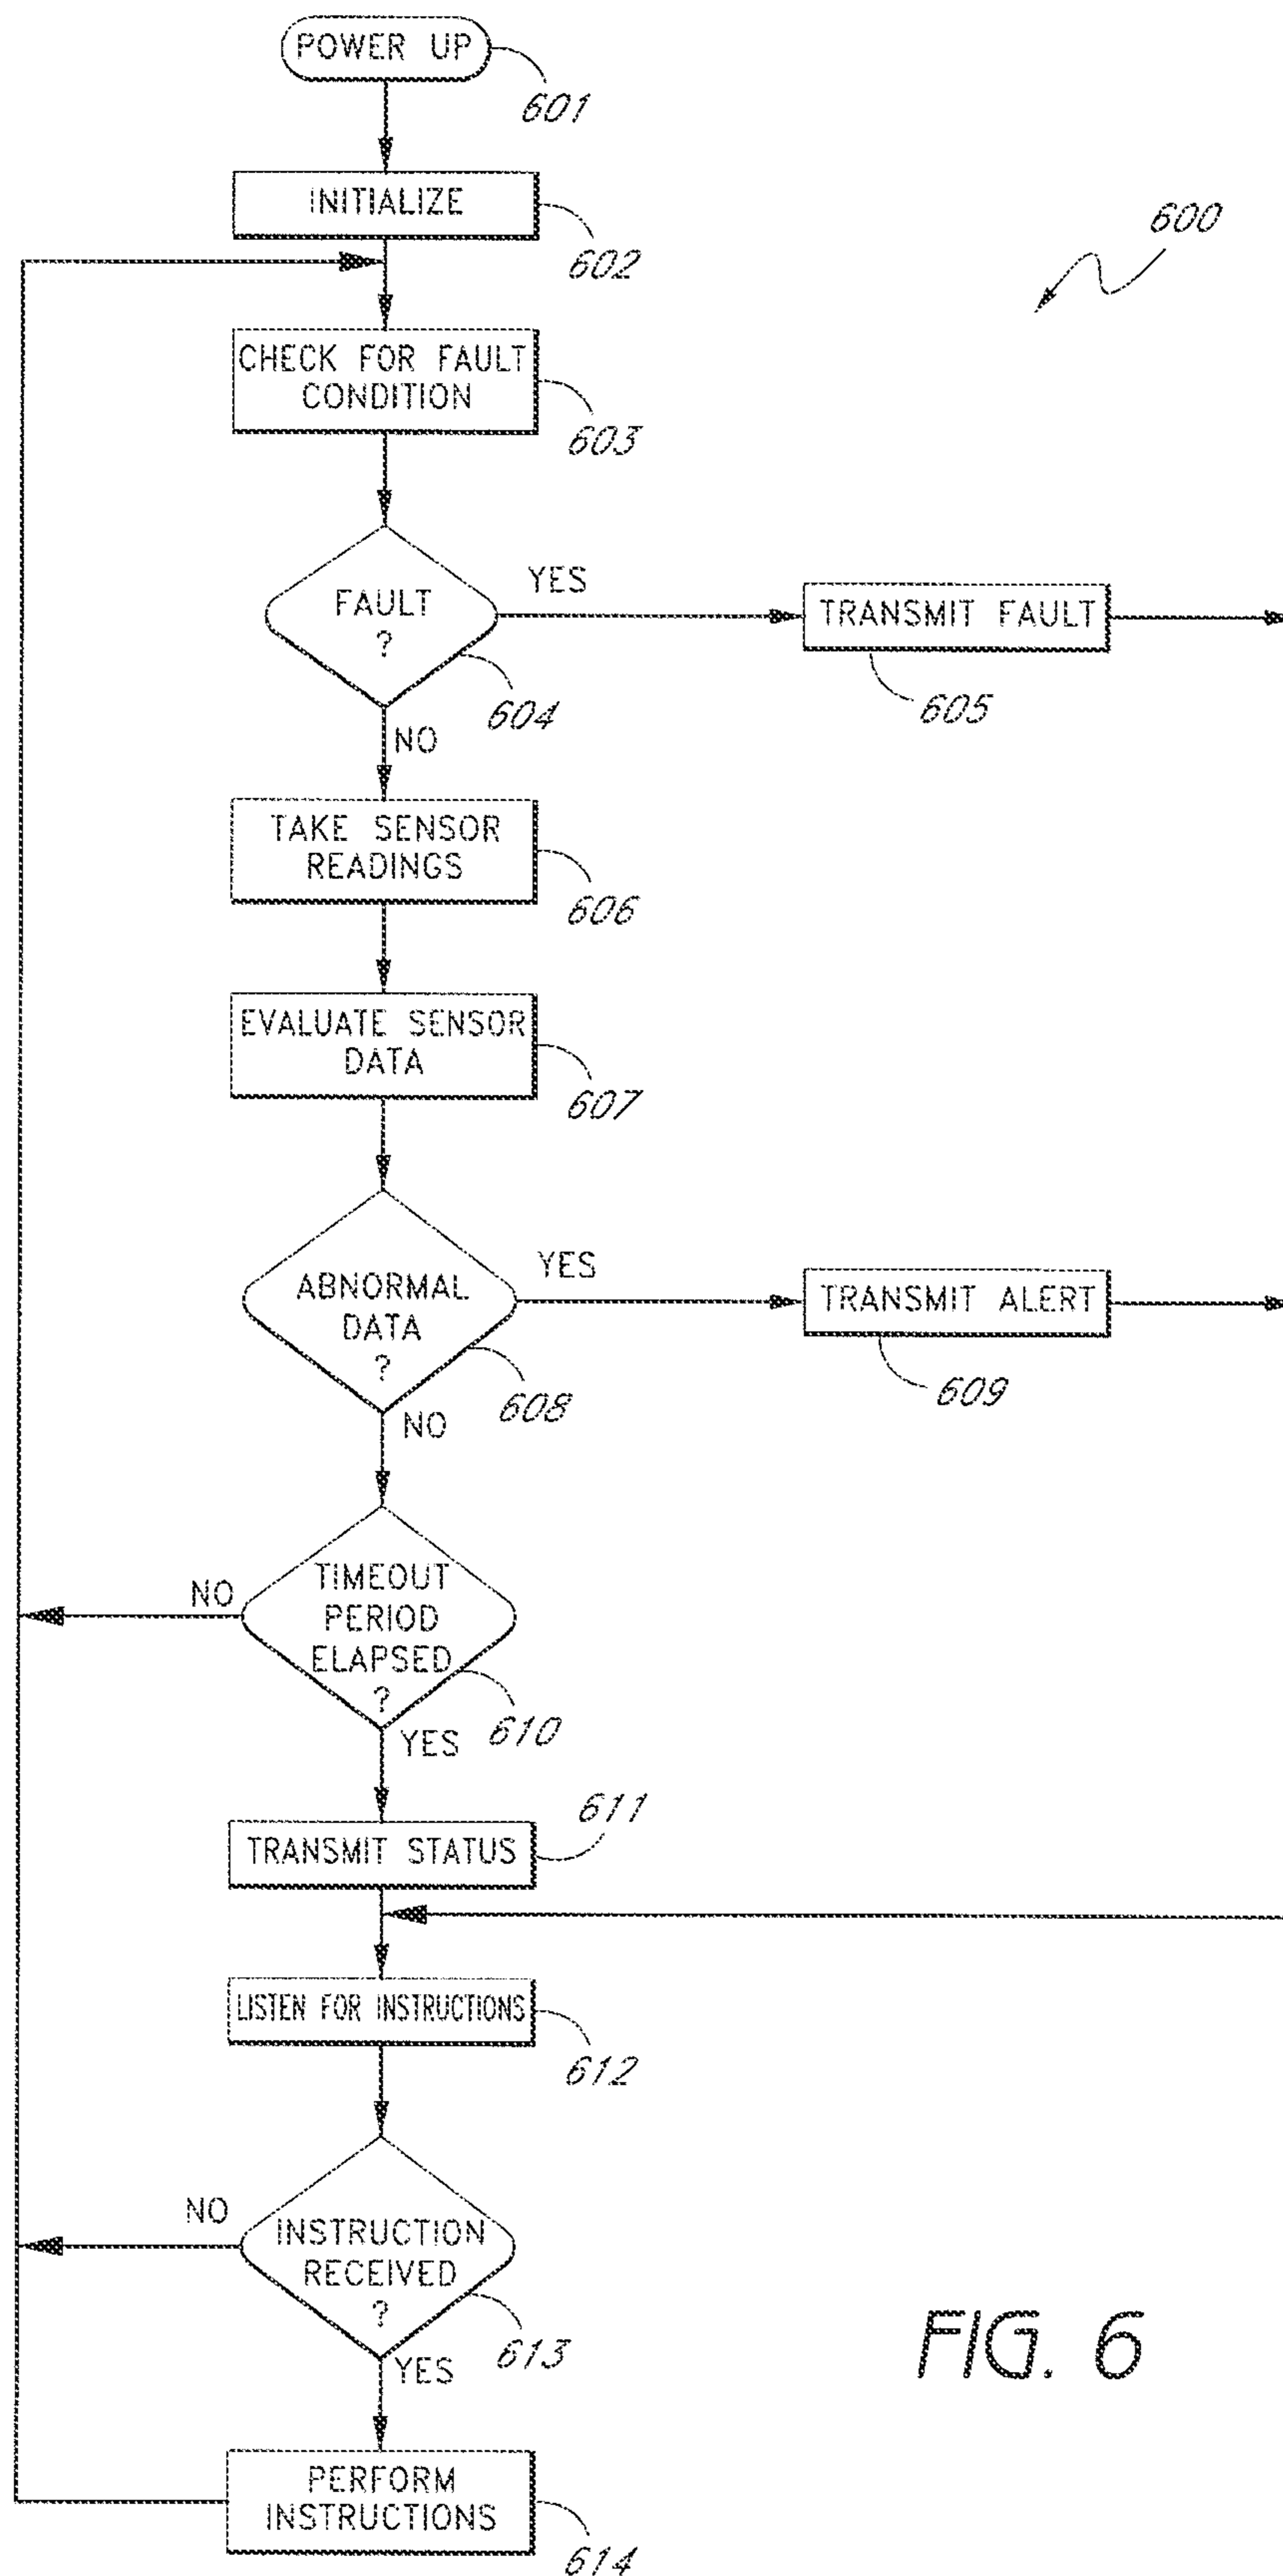 POWER UP
601
INITIALIZE
602
600
CHECK FOR FAULT
CONDITION
603
FAULT
?
YES
604
NO
TRANSMIT FAULT
605
TAKE SENSOR
READINGS
606
EVALUATE SENSOR
DATA
607
ABNORMAL
DATA
?
YES
608
NO
TRANSMIT ALERT
609
TIMEOUT
PERIOD
ELAPSED
?
NO
610
YES
TRANSMIT STATUS
611
LISTEN FOR INSTRUCTIONS
612
INSTRUCTION
RECEIVED
?
NO
613
YES
PERFORM
INSTRUCTIONS
614
FIG. 6